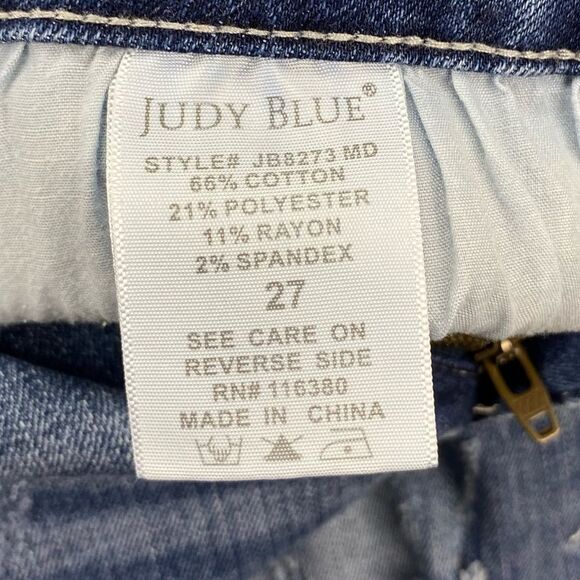 JUDY BLUE®
STYLE# JB8273 MD
66% COTTON
21% POLYESTER
11% RAYON
2% SPANDEX
27
SEE CARE ON
REVERSE SIDE
RN# 116380
MADE IN CHINA